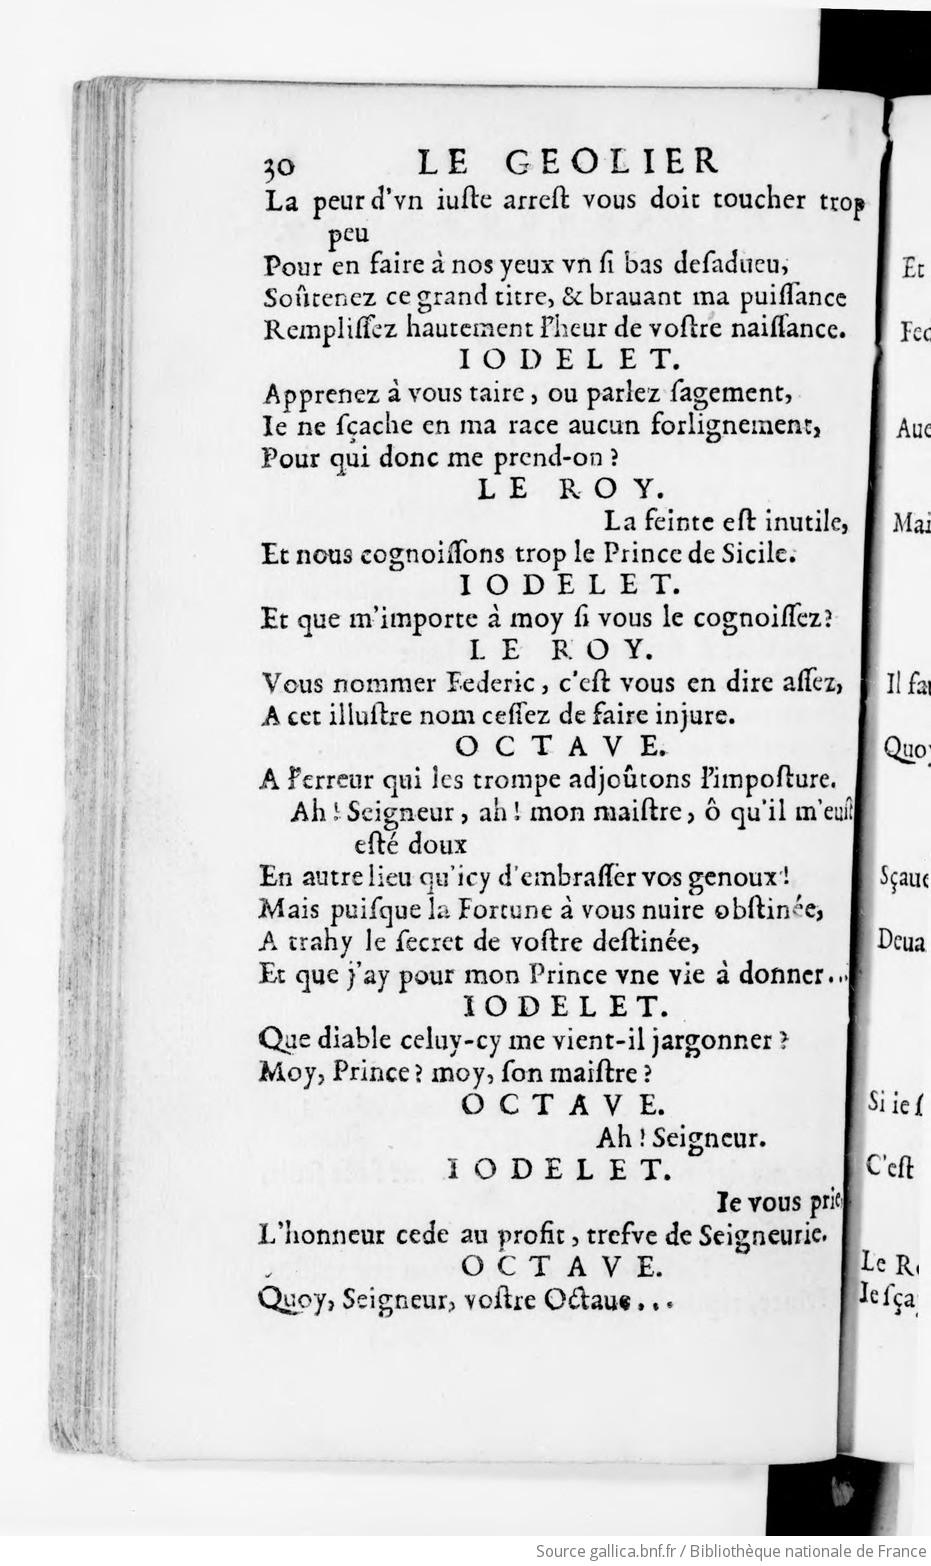 30 LE GEOLIER
La peur d'vn iuſte arreſt vous doit toucher trop
peu
Pour en faire à nos yeux vn ſi bas deſadueu,
Soûtenez ce grand titre, & brauant ma puiſſance
Rempliſſez hautement l'heur de voſtre naiſſance.
IODELET.
Apprenez à vous taire, ou parlez ſagement,
Ie ne ſçache en ma race aucun forlignement,
Pour qui donc me prend-on ?
LE ROY.
La feinte eſt inutile,
Et nous cognoiſſons trop le Prince de Sicile.
IODELET.
Et que m'importe à moy ſi vous le cognoiſſez?
LE ROY.
Vous nommer Federic, c'eſt vous en dire aſſez,
A cet illuſtre nom ceſſez de faire injure.
OCTAVE.
A l'erreur qui les trompe adjoûtons l'impoſture.
Ah ! Seigneur, ah ! mon maiſtre, ô qu'il m'euſt
eſté doux
En autre lieu qu'icy d'embraſſer vos genoux !
Mais puiſque la Fortune à vous nuire obſtinée,
A trahy le ſecret de voſtre deſtinée,
Et que j'ay pour mon Prince vne vie à donner...
IODELET.
Que diable celuy-cy me vient-il jargonner ?
Moy, Prince ? moy, ſon maiſtre ?
OCTAVE.
Ah ! Seigneur.
IODELET.
Ie vous prie,
L'honneur cede au profit, treſve de Seigneurie.
OCTAVE.
Quoy, Seigneur, voſtre Octaue...
Et
Fed
Aue
Mai
Il fau
Quoy
Sçaue
Deua
Si ie ſ
C'eſt
Le Ro
Ie ſça
Source gallica.bnf.fr / Bibliothèque nationale de France